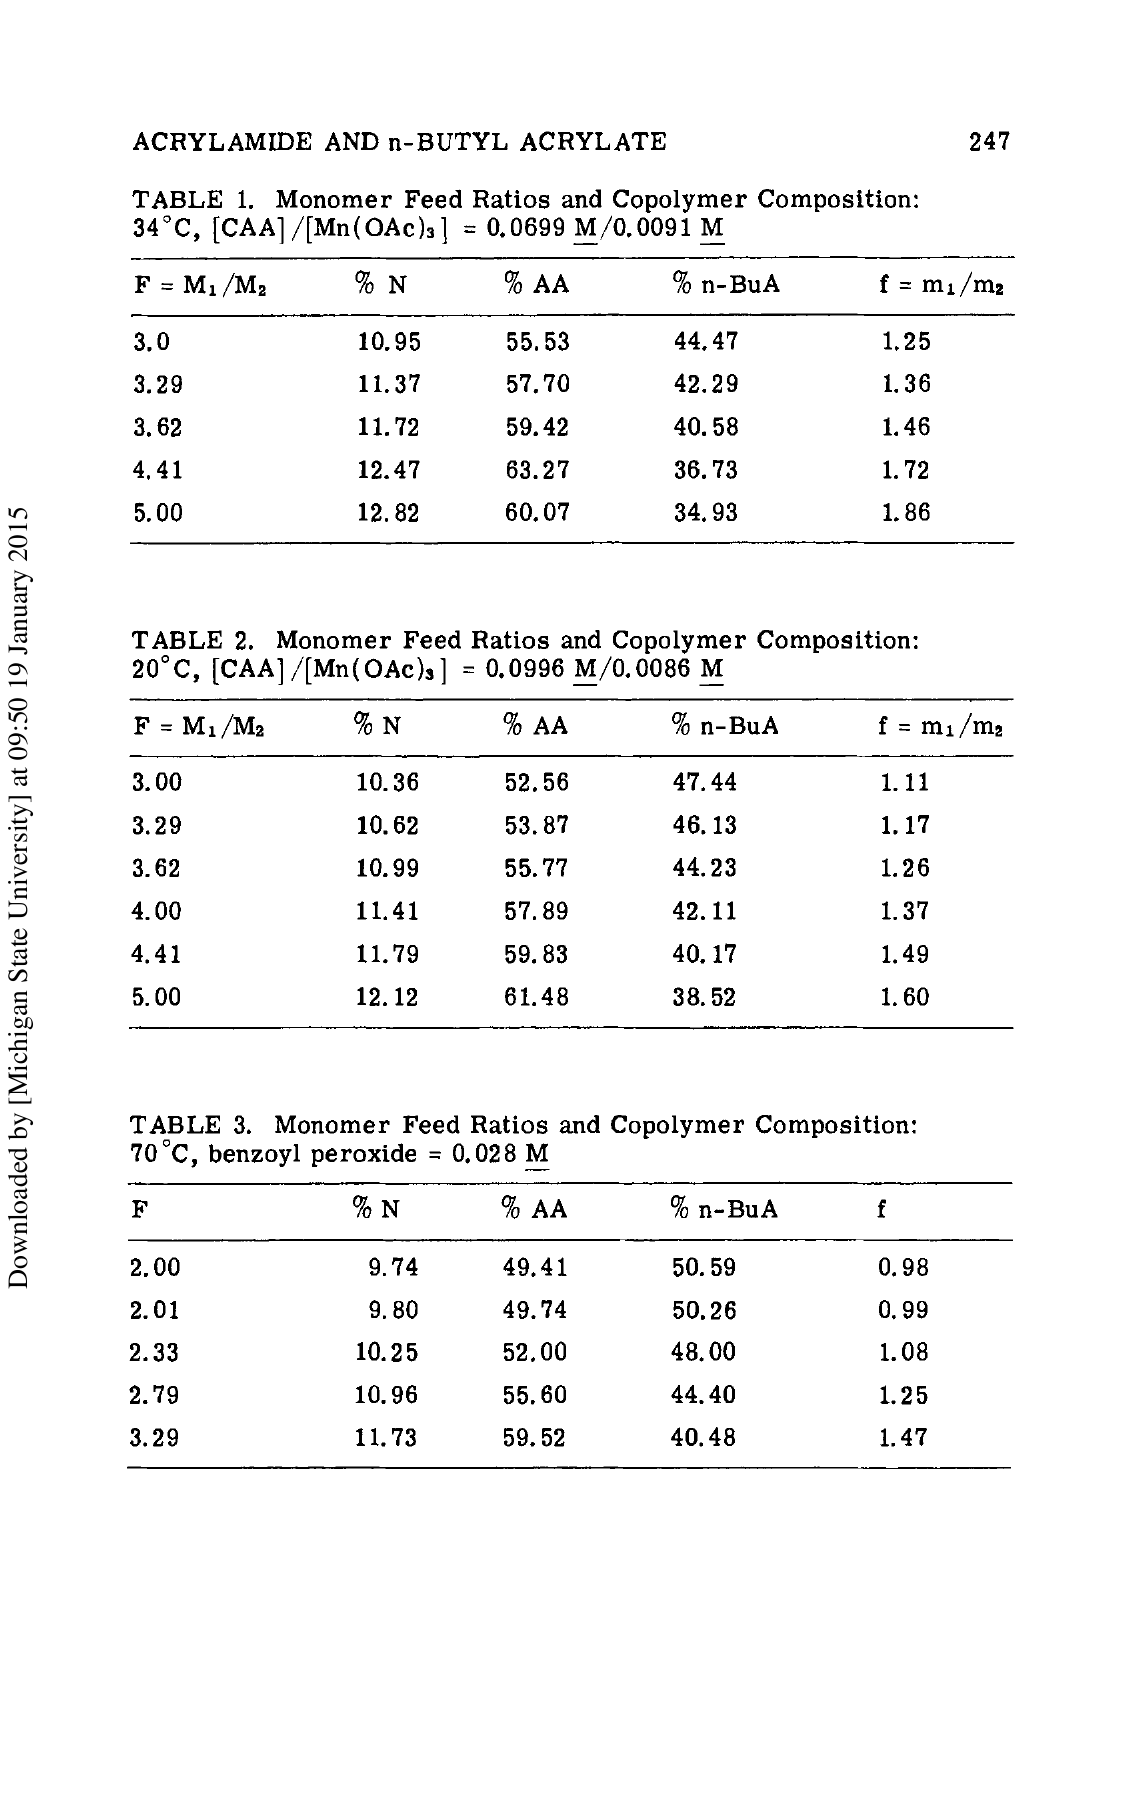 ACRYLAMIDE AND n-BUTYL ACRYLATE 247
TABLE 1. Monomer Feed Ratios and Copolymer Composition:
34°C, [CAA]/[Mn(OAc)₃] = 0.0699 M/0.0091 M
F = M₁/M₂ % N % AA % n-BuA f = m₁/m₂
3.0 10.95 55.53 44.47 1.25
3.29 11.37 57.70 42.29 1.36
3.62 11.72 59.42 40.58 1.46
4.41 12.47 63.27 36.73 1.72
5.00 12.82 60.07 34.93 1.86
TABLE 2. Monomer Feed Ratios and Copolymer Composition:
20°C, [CAA]/[Mn(OAc)₃] = 0.0996 M/0.0086 M
F = M₁/M₂ % N % AA % n-BuA f = m₁/m₂
3.00 10.36 52.56 47.44 1.11
3.29 10.62 53.87 46.13 1.17
3.62 10.99 55.77 44.23 1.26
4.00 11.41 57.89 42.11 1.37
4.41 11.79 59.83 40.17 1.49
5.00 12.12 61.48 38.52 1.60
TABLE 3. Monomer Feed Ratios and Copolymer Composition:
70°C, benzoyl peroxide = 0.028 M
F % N % AA % n-BuA f
2.00 9.74 49.41 50.59 0.98
2.01 9.80 49.74 50.26 0.99
2.33 10.25 52.00 48.00 1.08
2.79 10.96 55.60 44.40 1.25
3.29 11.73 59.52 40.48 1.47
Downloaded by [Michigan State University] at 09:50 19 January 2015